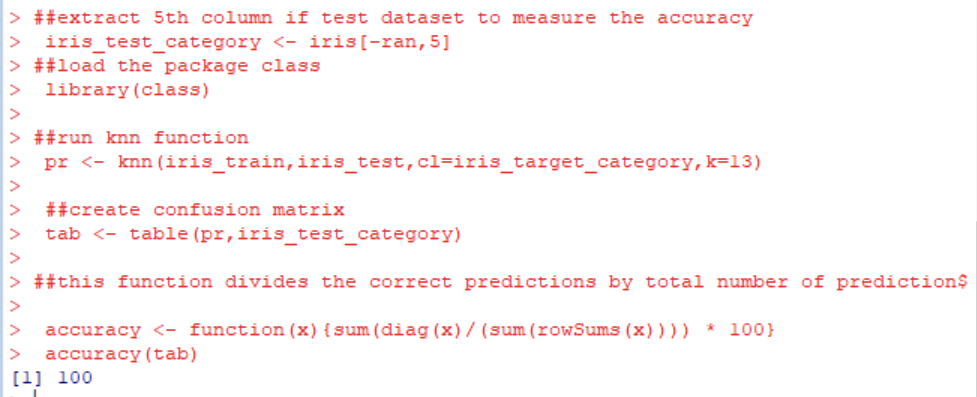 > ##extract 5th column if test dataset to measure the accuracy
>  iris_test_category <- iris[-ran,5]
> ##load the package class
>  library(class)
>
> ##run knn function
>  pr <- knn(iris_train,iris_test,cl=iris_target_category,k=13)
>
>  ##create confusion matrix
>  tab <- table(pr,iris_test_category)
>
> ##this function divides the correct predictions by total number of prediction$
>
>  accuracy <- function(x){sum(diag(x)/(sum(rowSums(x)))) * 100}
>  accuracy(tab)
[1] 100